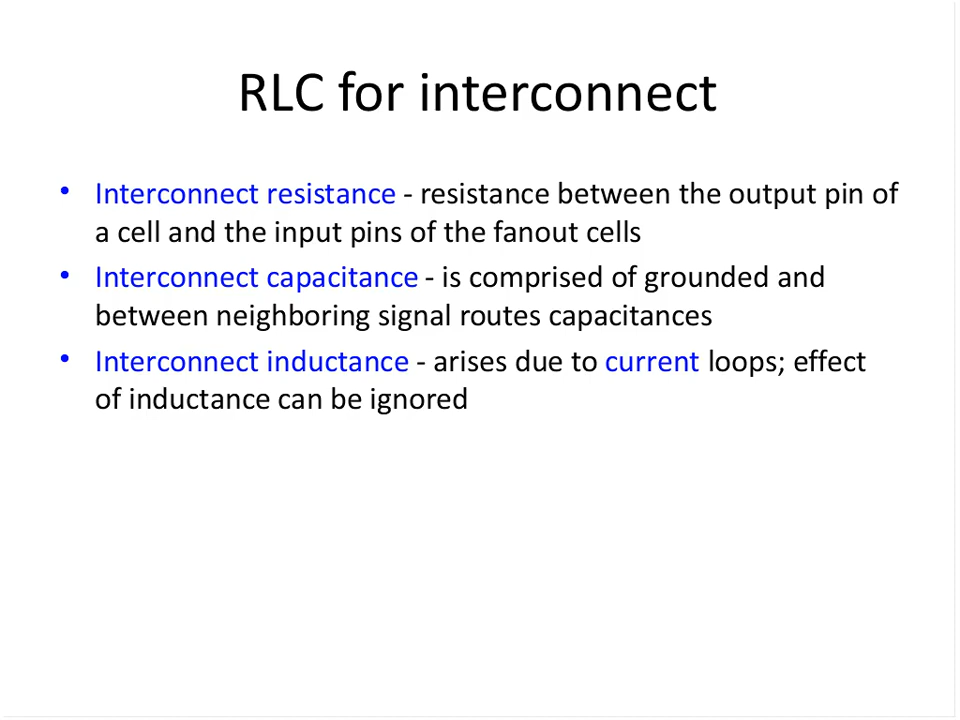 RLC for interconnect
• Interconnect resistance - resistance between the output pin of
a cell and the input pins of the fanout cells
• Interconnect capacitance - is comprised of grounded and
between neighboring signal routes capacitances
• Interconnect inductance - arises due to current loops; effect
of inductance can be ignored